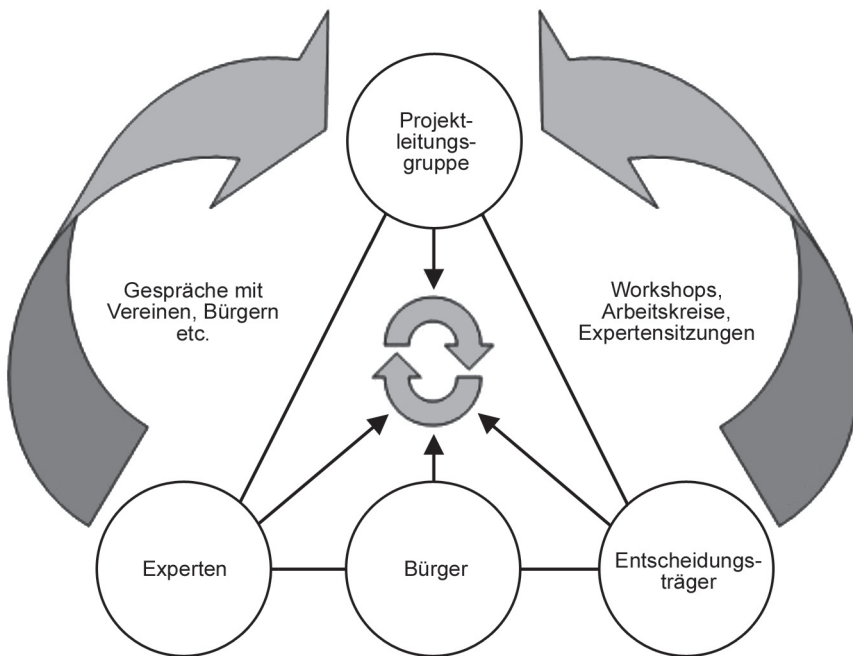 Projekt-
leitungs-
gruppe
Gespräche mit
Vereinen, Bürgern
etc.
Workshops,
Arbeitskreise,
Expertensitzungen
Experten
Bürger
Entscheidungs-
träger